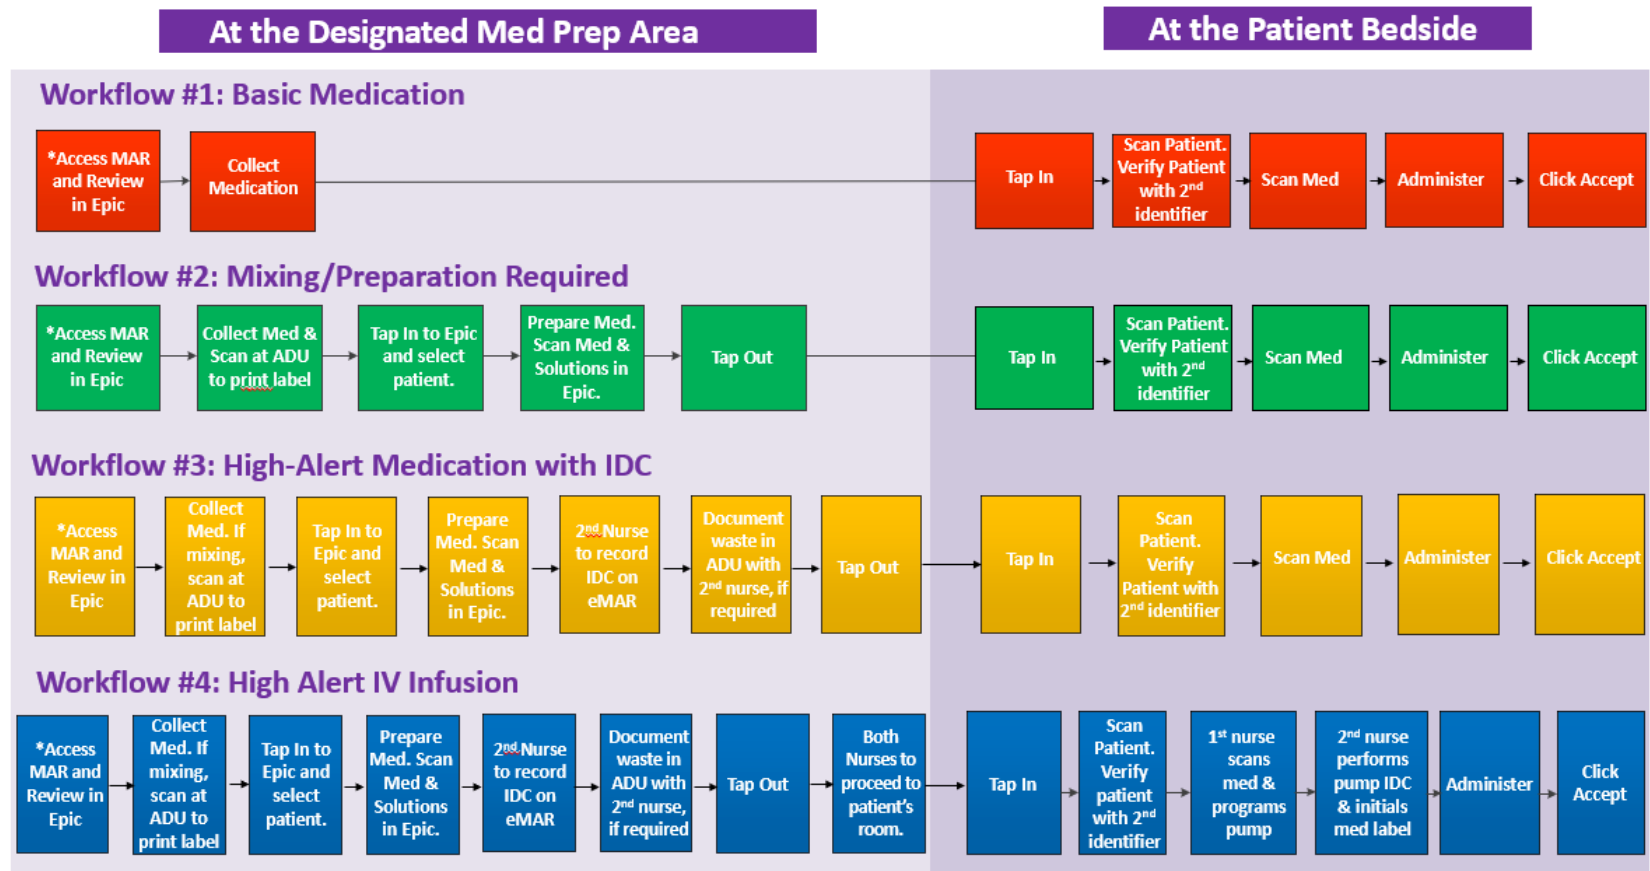 At the Designated Med Prep Area
At the Patient Bedside
Workflow #1: Basic Medication
*Access MAR
and Review
in Epic
Collect
Medication
Tap In
Scan Patient.
Verify Patient
with 2nd
identifier
Scan Med
Administer
Click Accept
Workflow #2: Mixing/Preparation Required
*Access MAR
and Review
in Epic
Collect Med &
Scan at ADU
to print label
Tap In to Epic
and select
patient.
Prepare Med.
Scan Med &
Solutions in
Epic.
Tap Out
Tap In
Scan Patient.
Verify Patient
with 2nd
identifier
Scan Med
Administer
Click Accept
Workflow #3: High-Alert Medication with IDC
*Access
MAR and
Review in
Epic
Collect
Med. If
mixing,
scan at
ADU to
print label
Tap In to
Epic and
select
patient.
Prepare
Med. Scan
Med &
Solutions
in Epic.
2nd Nurse
to record
IDC on
eMAR
Document
waste in
ADU with
2nd nurse, if
required
Tap Out
Tap In
Scan
Patient.
Verify
Patient with
2nd identifier
Scan Med
Administer
Click Accept
Workflow #4: High Alert IV Infusion
*Access
MAR and
Review in
Epic
Collect
Med. If
mixing,
scan at
ADU to
print label
Tap In to
Epic and
select
patient.
Prepare
Med. Scan
Med &
Solutions
in Epic.
2nd Nurse
to record
IDC on
eMAR
Document
waste in
ADU with
2nd nurse,
if required
Tap Out
Both
Nurses to
proceed to
patient's
room.
Tap In
Scan
Patient.
Verify
patient
with 2nd
identifier
1st nurse
scans
med &
programs
pump
2nd nurse
performs
pump IDC
& initials
med label
Administer
Click
Accept